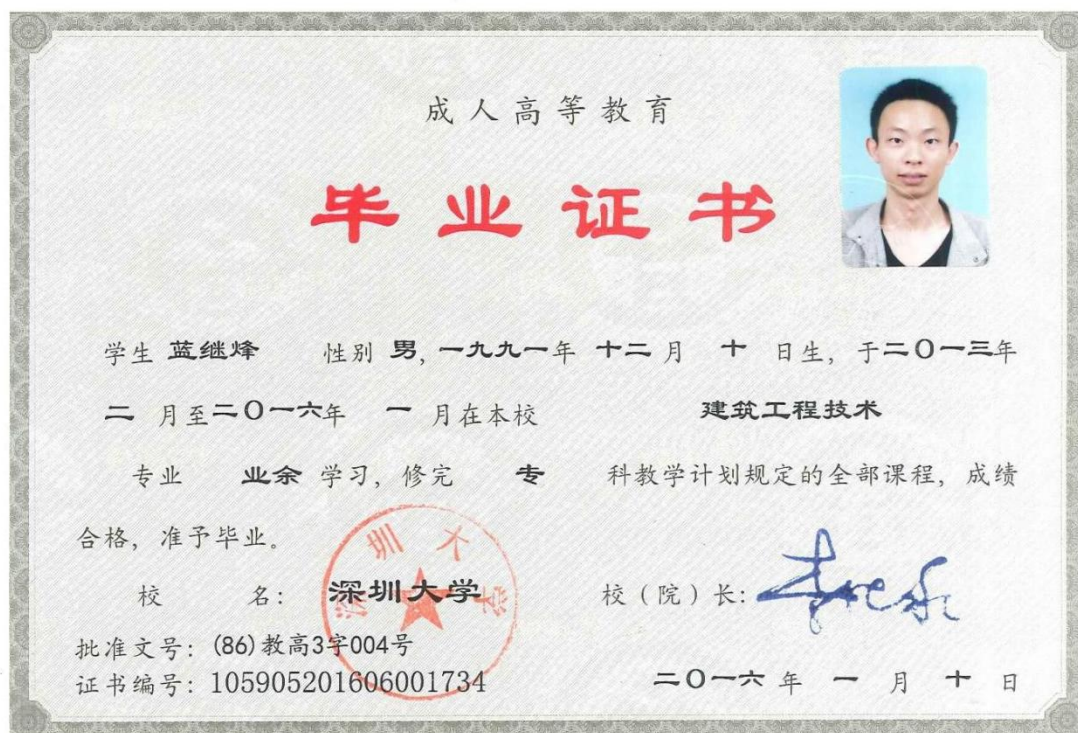 成人高等教育
毕业证书
学生 蓝继烽 性别 男, 一九九一年 十二 月 十 日生, 于二〇一三年
二 月至二〇一六年 一 月在本校 建筑工程技术
专业 业余 学习, 修完 专 科教学计划规定的全部课程, 成绩
合格, 准予毕业。
校 名: 深圳大学 校(院)长:
深圳大学
批准文号: (86)教高3字004号
证书编号: 105905201606001734 二〇一六 年 一 月 十 日